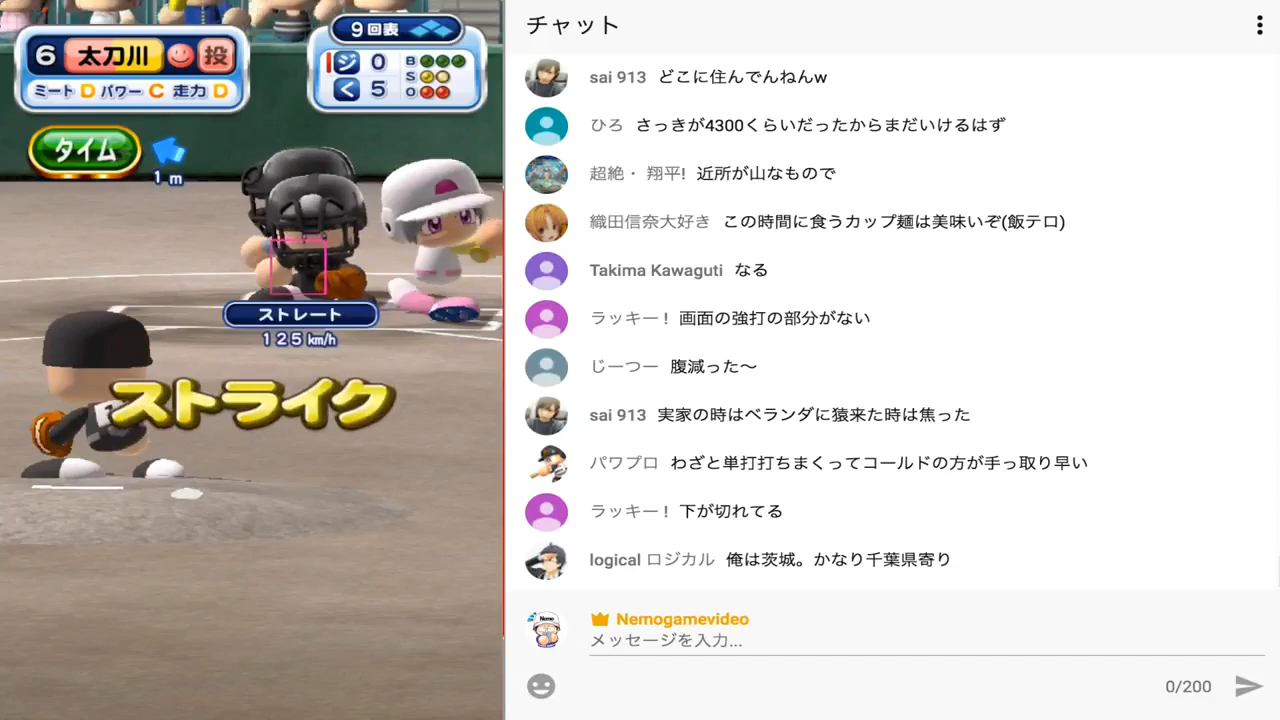 6 太刀川 投
ミート D パワー C 走力 D
9回表
ジ 0
く 5
B
S
O
タイム
1 m
ストレート
125 km/h
ストライク
チャット
sai 913 どこに住んでんねんw
ひろ さっきが4300くらいだったからまだいけるはず
超絶・ 翔平! 近所が山なもので
織田信奈大好き この時間に食うカップ麺は美味いぞ(飯テロ)
Takima Kawaguti なる
ラッキー! 画面の強打の部分がない
じーつー 腹減った〜
sai 913 実家の時はベランダに猿来た時は焦った
パワプロ わざと単打打ちまくってコールドの方が手っ取り早い
ラッキー! 下が切れてる
logical ロジカル 俺は茨城。かなり千葉県寄り
Nemogamevideo
メッセージを入力...
0/200